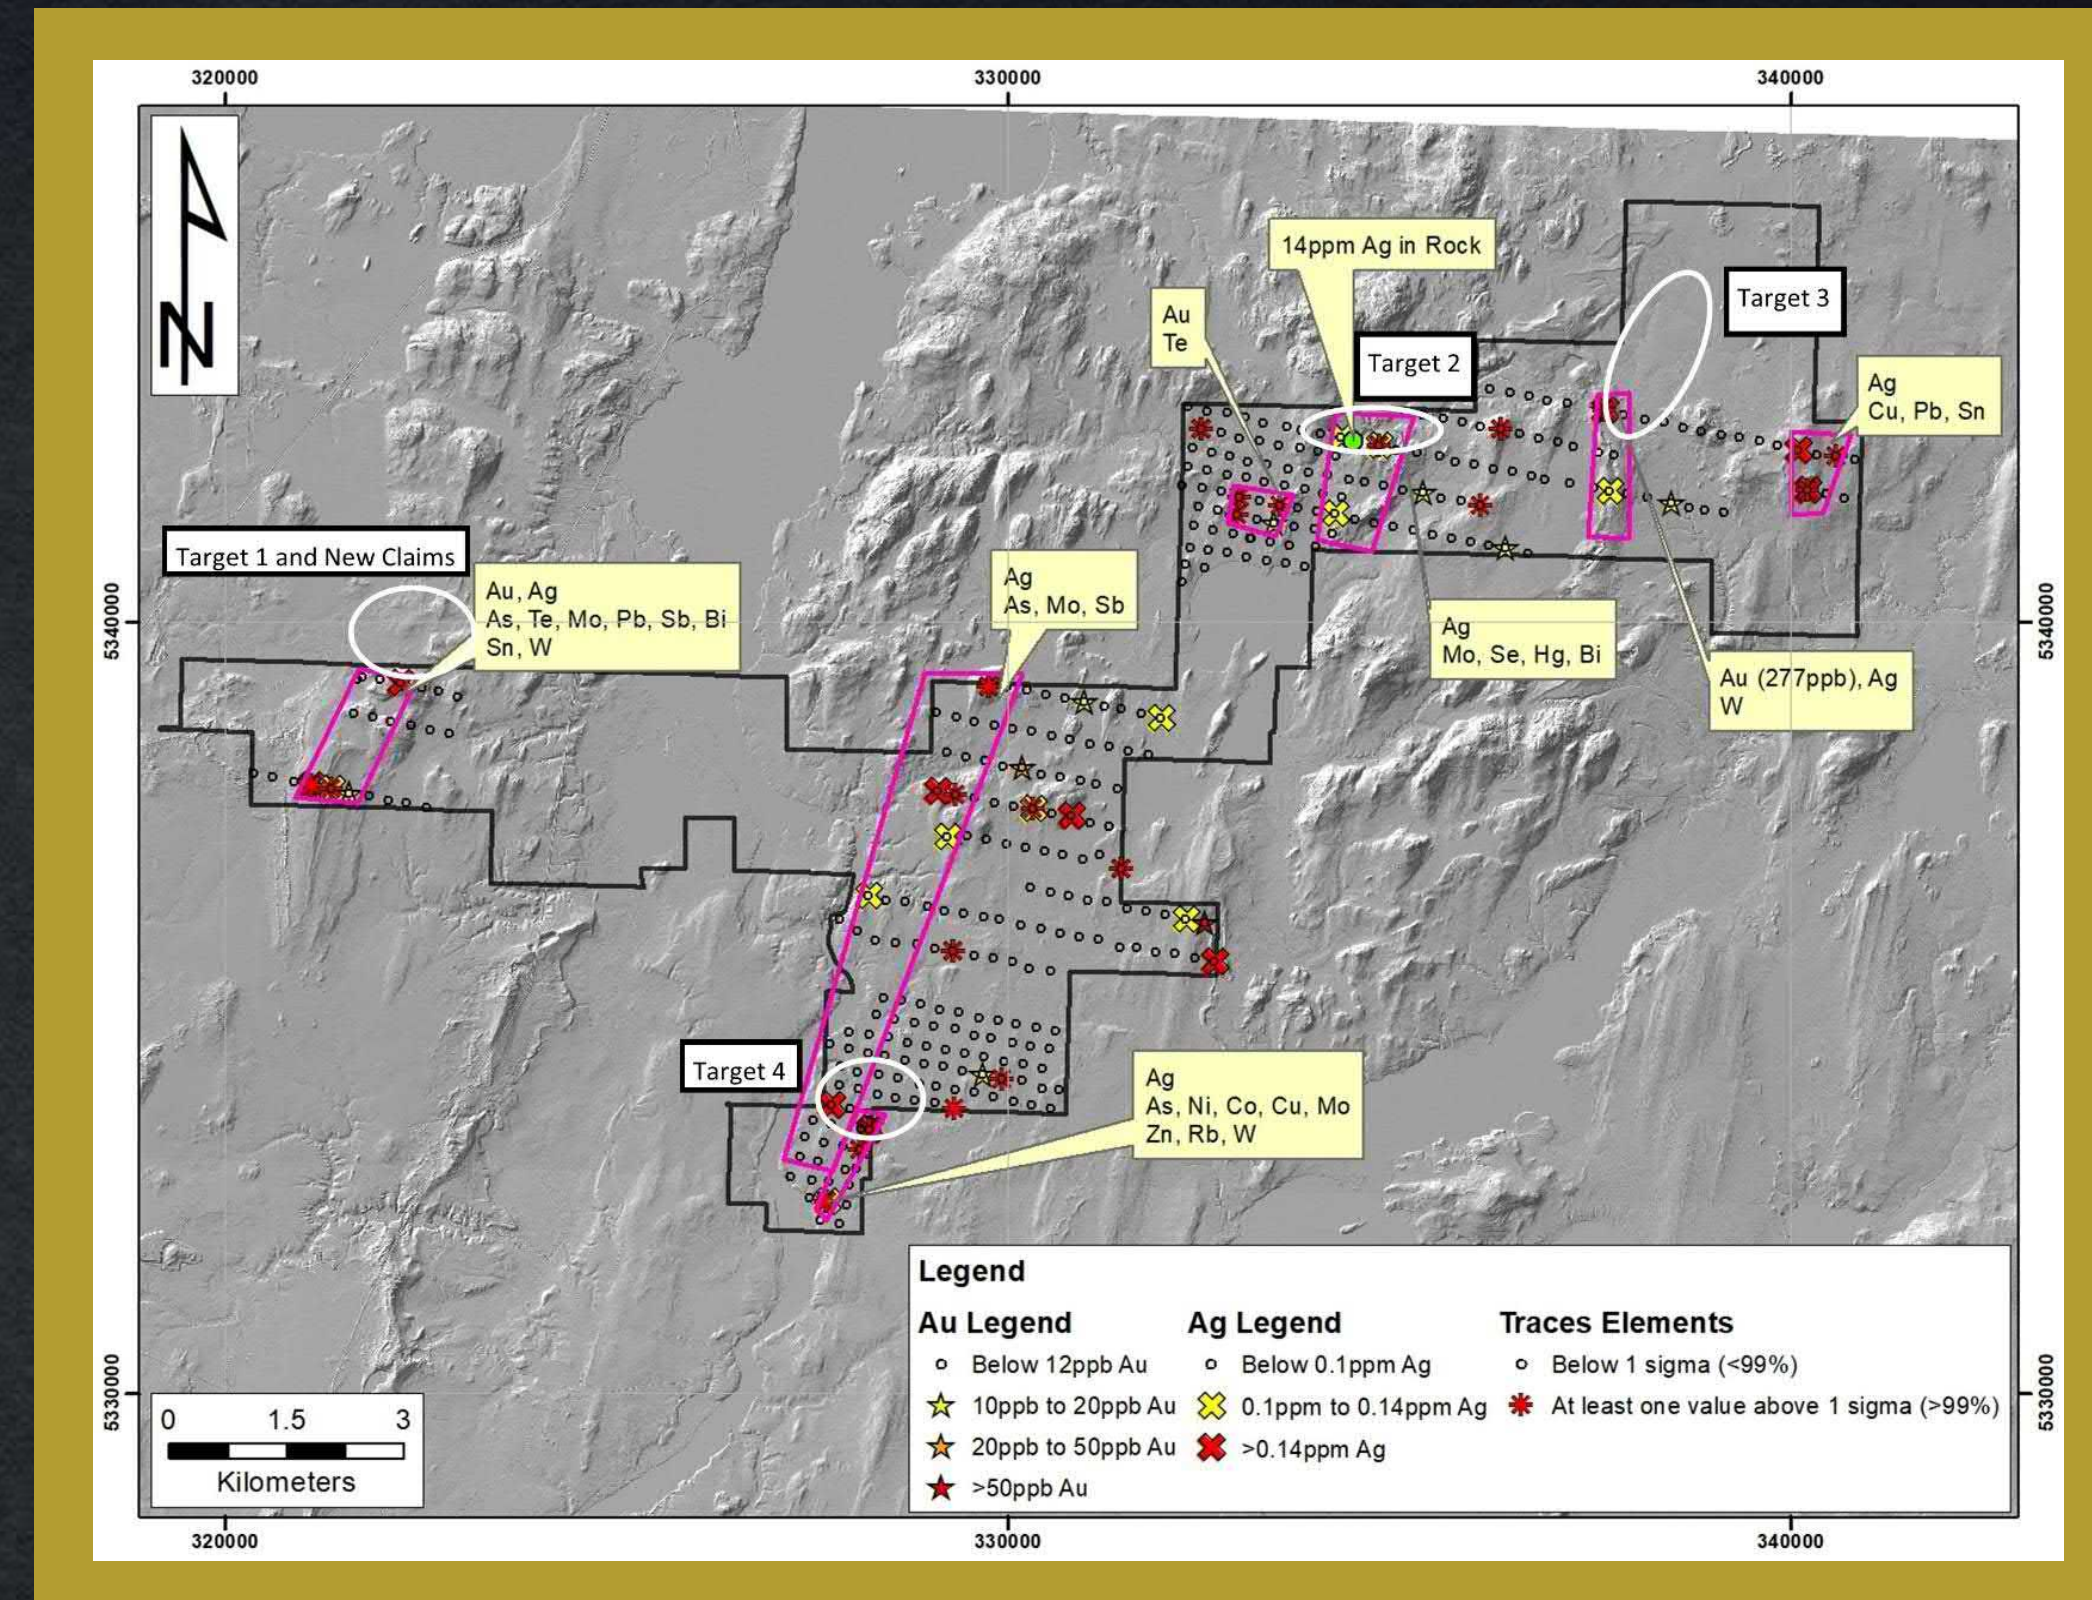 320000
330000
340000
N
14ppm Ag in Rock
Target 3
Au
Te
Target 2
Ag
Cu, Pb, Sn
Target 1 and New Claims
Au, Ag
As, Te, Mo, Pb, Sb, Bi
Sn, W
Ag
As, Mo, Sb
5340000
5340000
Ag
Mo, Se, Hg, Bi
Au (277ppb), Ag
W
Target 4
Ag
As, Ni, Co, Cu, Mo
Zn, Rb, W
Legend
Au Legend
Below 12ppb Au
10ppb to 20ppb Au
20ppb to 50ppb Au
>50ppb Au
Ag Legend
Below 0.1ppm Ag
0.1ppm to 0.14ppm Ag
>0.14ppm Ag
Traces Elements
Below 1 sigma (<99%)
At least one value above 1 sigma (>99%)
5330000
5330000
0 1.5 3
Kilometers
320000
330000
340000